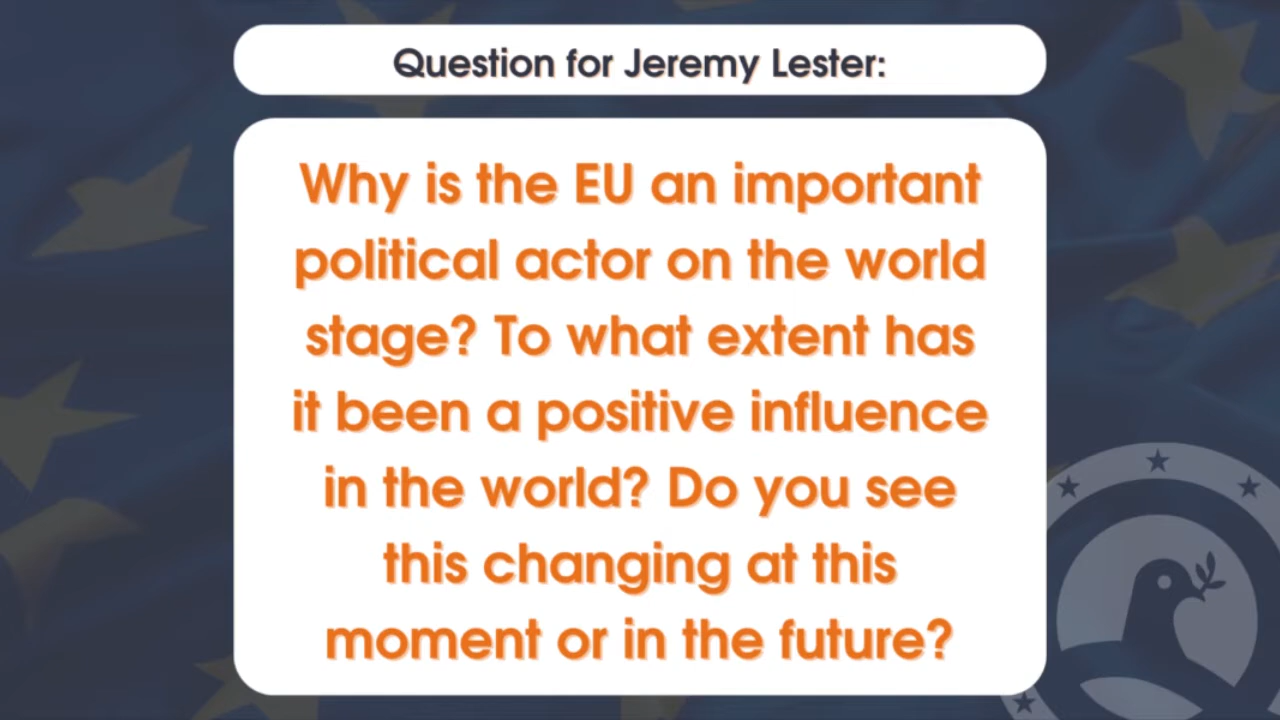 Question for Jeremy Lester:
Why is the EU an important
political actor on the world
stage? To what extent has
it been a positive influence
in the world? Do you see
this changing at this
moment or in the future?